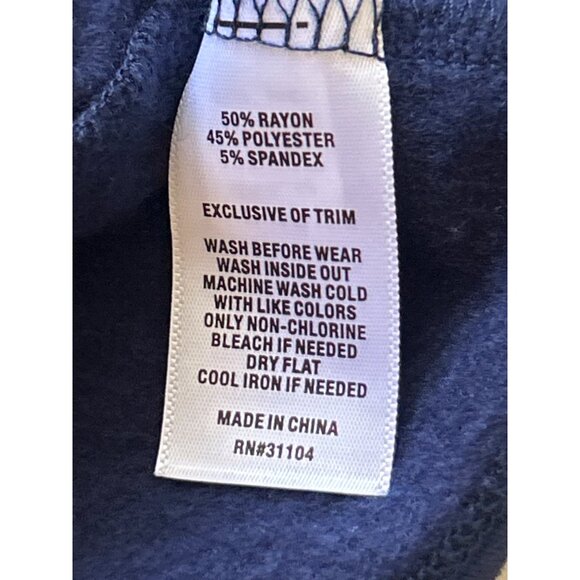 50% RAYON
45% POLYESTER
5% SPANDEX
EXCLUSIVE OF TRIM
WASH BEFORE WEAR
WASH INSIDE OUT
MACHINE WASH COLD
WITH LIKE COLORS
ONLY NON-CHLORINE
BLEACH IF NEEDED
DRY FLAT
COOL IRON IF NEEDED
MADE IN CHINA
RN#31104